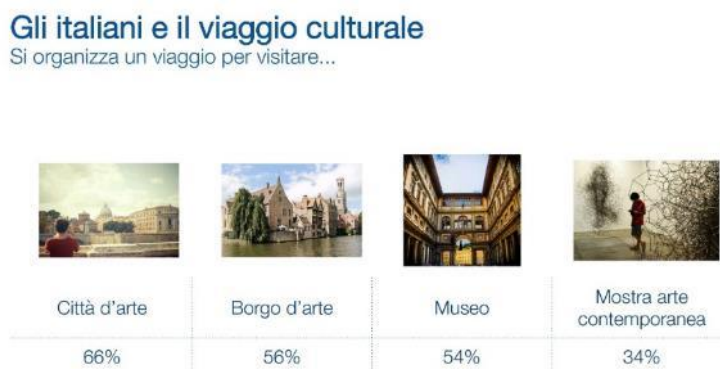 Gli italiani e il viaggio culturale
Si organizza un viaggio per visitare...
Città d'arte
Borgo d'arte
Museo
Mostra arte
contemporanea
66%
56%
54%
34%